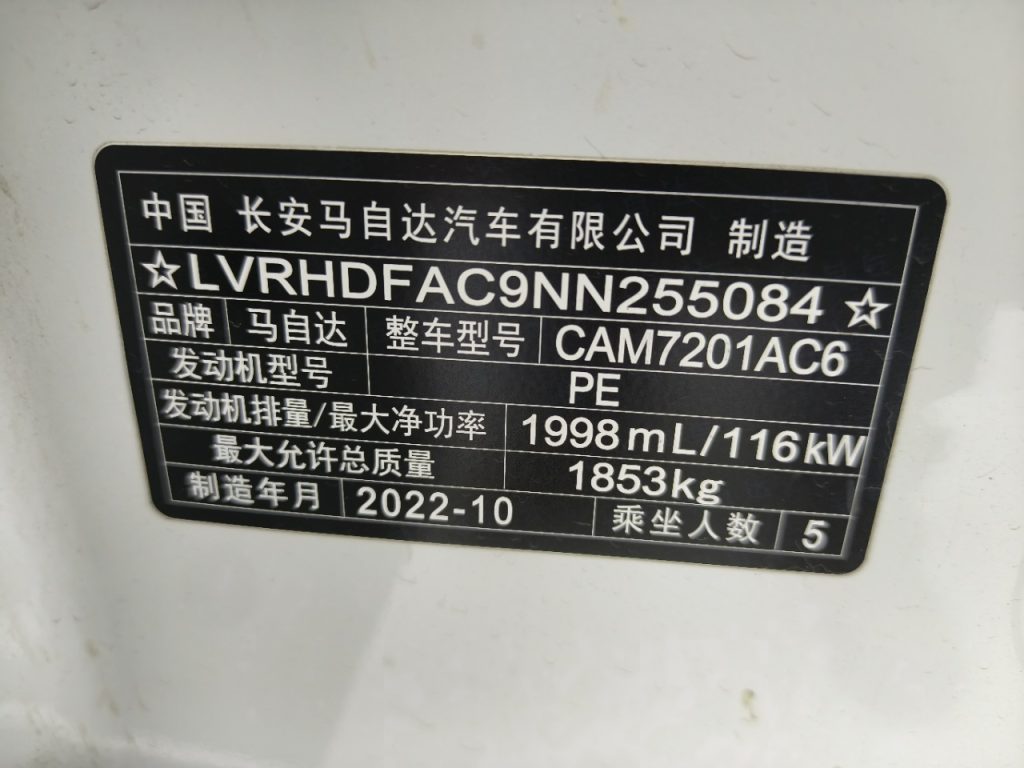 中国 长安马自达汽车有限公司 制造
☆LVRHDFAC9NN255084☆
品牌 马自达 整车型号 CAM7201AC6
发动机型号 PE
发动机排量/最大净功率 1998mL/116kW
最大允许总质量 1853kg
制造年月 2022-10 乘坐人数 5